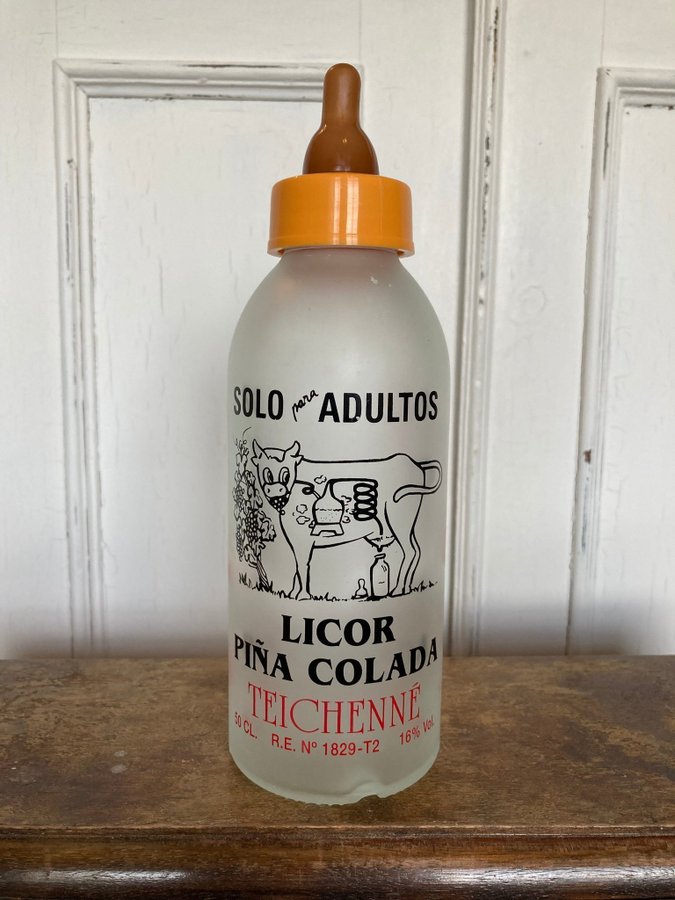 SOLO para ADULTOS
LICOR
PIÑA COLADA
TEICHENNÉ
50 CL. R.E. Nº 1829-T2 16% Vol.